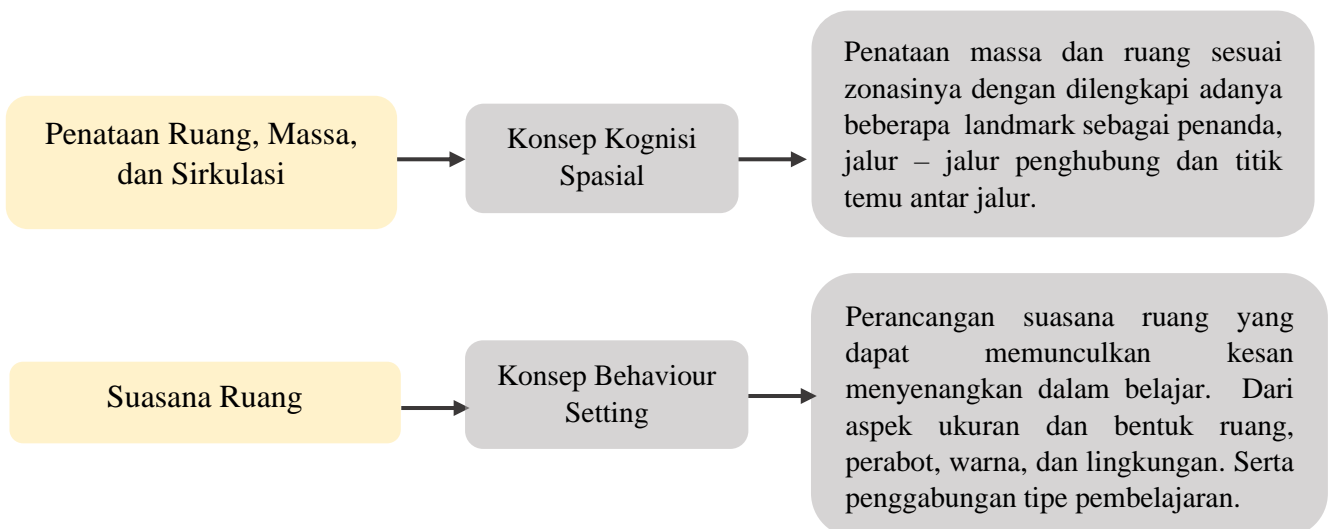 Penataan Ruang, Massa,
dan Sirkulasi
Konsep Kognisi
Spasial
Penataan massa dan ruang sesuai
zonasinya dengan dilengkapi adanya
beberapa landmark sebagai penanda,
jalur – jalur penghubung dan titik
temu antar jalur.
Suasana Ruang
Konsep Behaviour
Setting
Perancangan suasana ruang yang
dapat memunculkan kesan
menyenangkan dalam belajar. Dari
aspek ukuran dan bentuk ruang,
perabot, warna, dan lingkungan. Serta
penggabungan tipe pembelajaran.